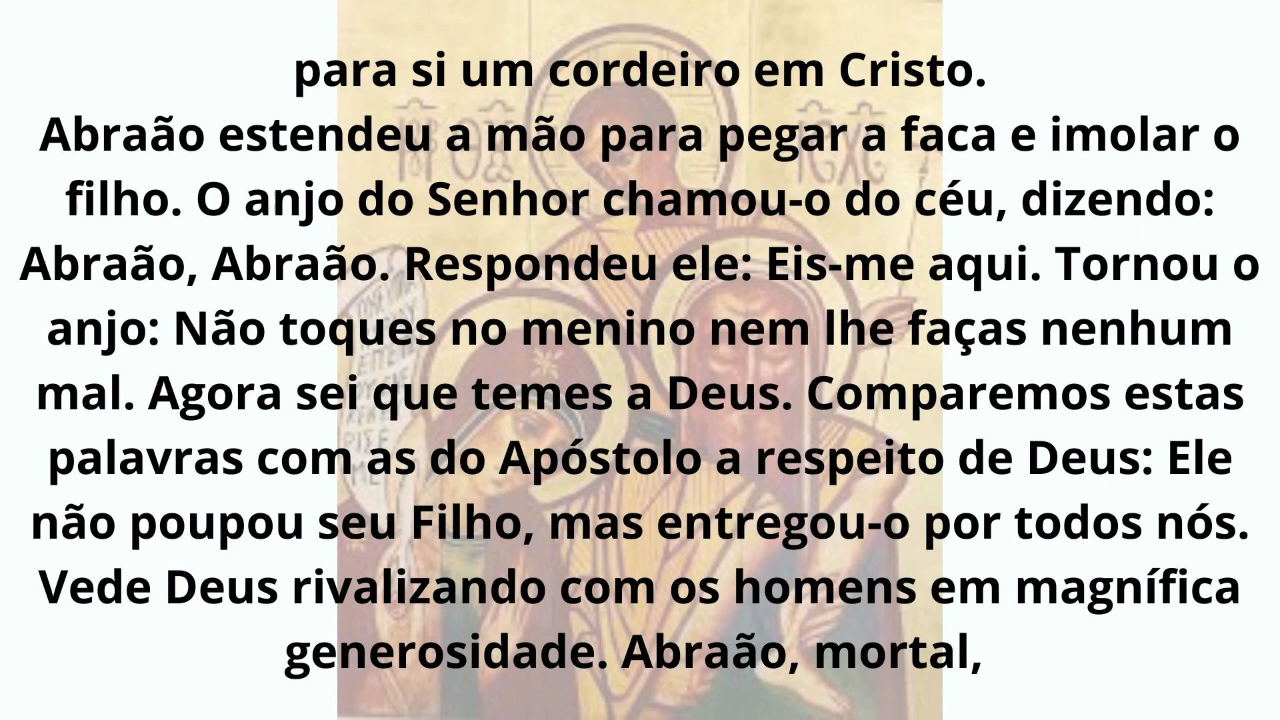 para si um cordeiro em Cristo.
Abraão estendeu a mão para pegar a faca e imolar o
filho. O anjo do Senhor chamou-o do céu, dizendo:
Abraão, Abraão. Respondeu ele: Eis-me aqui. Tornou o
anjo: Não toques no menino nem lhe faças nenhum
mal. Agora sei que temes a Deus. Comparemos estas
palavras com as do Apóstolo a respeito de Deus: Ele
não poupou seu Filho, mas entregou-o por todos nós.
Vede Deus rivalizando com os homens em magnífica
generosidade. Abraão, mortal,